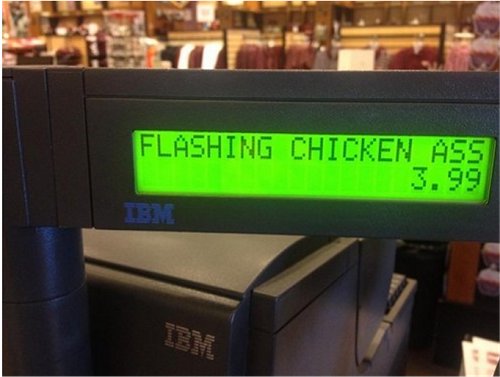 FLASHING CHICKEN ASS
3.99
IBM
IBM